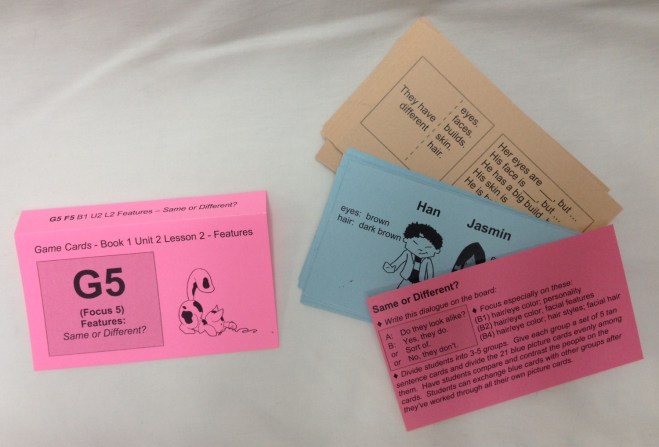 G5 F5 B1 U2 L2 Features – Same or Different?
Game Cards - Book 1 Unit 2 Lesson 2 - Features
G5
(Focus 5)
Features:
Same or Different?
They have
different
eyes.
faces.
builds.
skin.
hair.
Her eyes are
His face is ___, but ...
He has a big build
His skin is
He is b
Han
Jasmin
eyes: brown
hair: dark brown
Same or Different?
♦ Write this dialogue on the board:
A: Do they look alike?
B: Yes, they do.
or Sort of.
or No, they don't.
♦ Focus especially on these:
(B1) hair/eye color; personality
(B2) hair/eye color; facial features
(B4) hair/eye color; hair styles; facial hair
♦ Divide students into 3-5 groups. Give each group a set of 5 tan
sentence cards and divide the 21 blue picture cards evenly among
them. Have students compare and contrast the people on the
cards. Students can exchange blue cards with other groups after
they've worked through all their own picture cards.